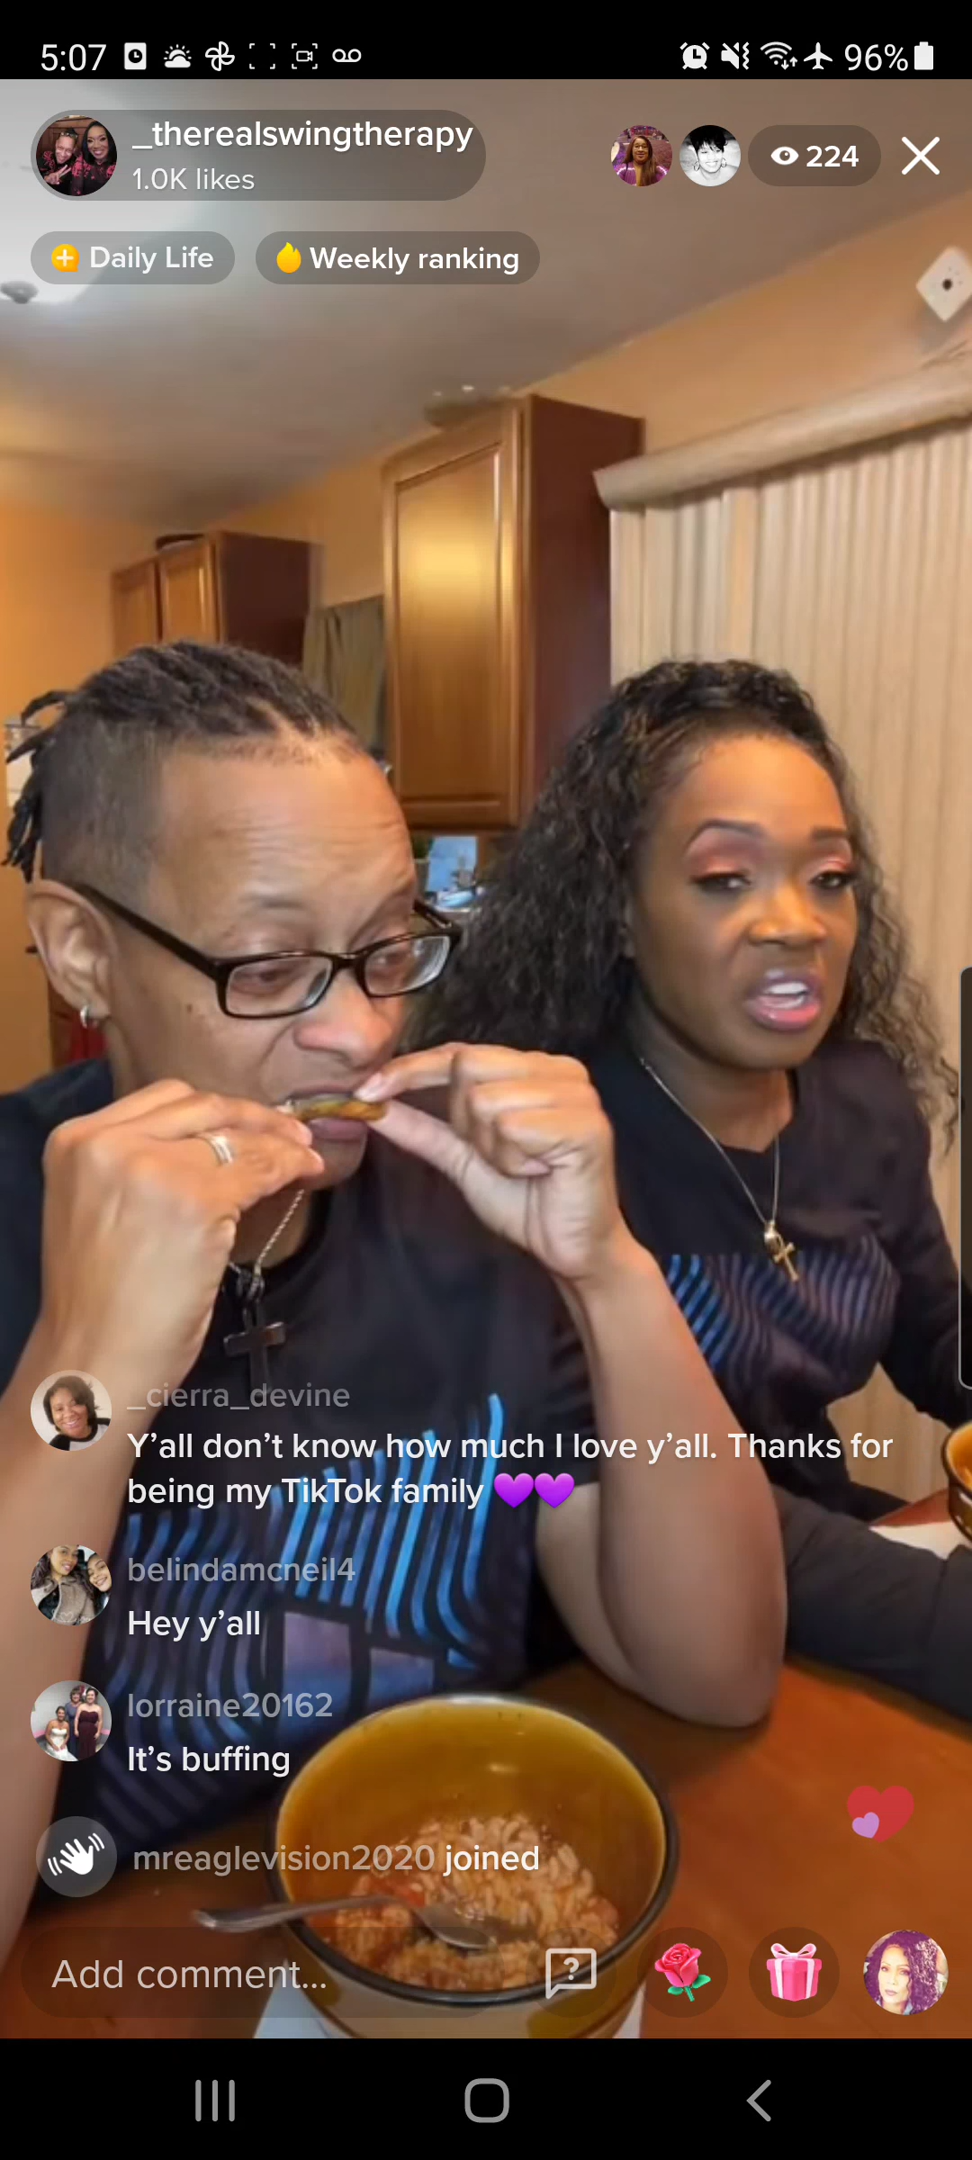 5:07
96%
_therealswingtherapy
1.0K likes
224
Daily Life
Weekly ranking
_cierra_devine
Y'all don't know how much I love y'all. Thanks for
being my TikTok family 💜💜
belindamcneil4
Hey y'all
lorraine20162
It's buffing
mreaglevision2020 joined
Add comment...